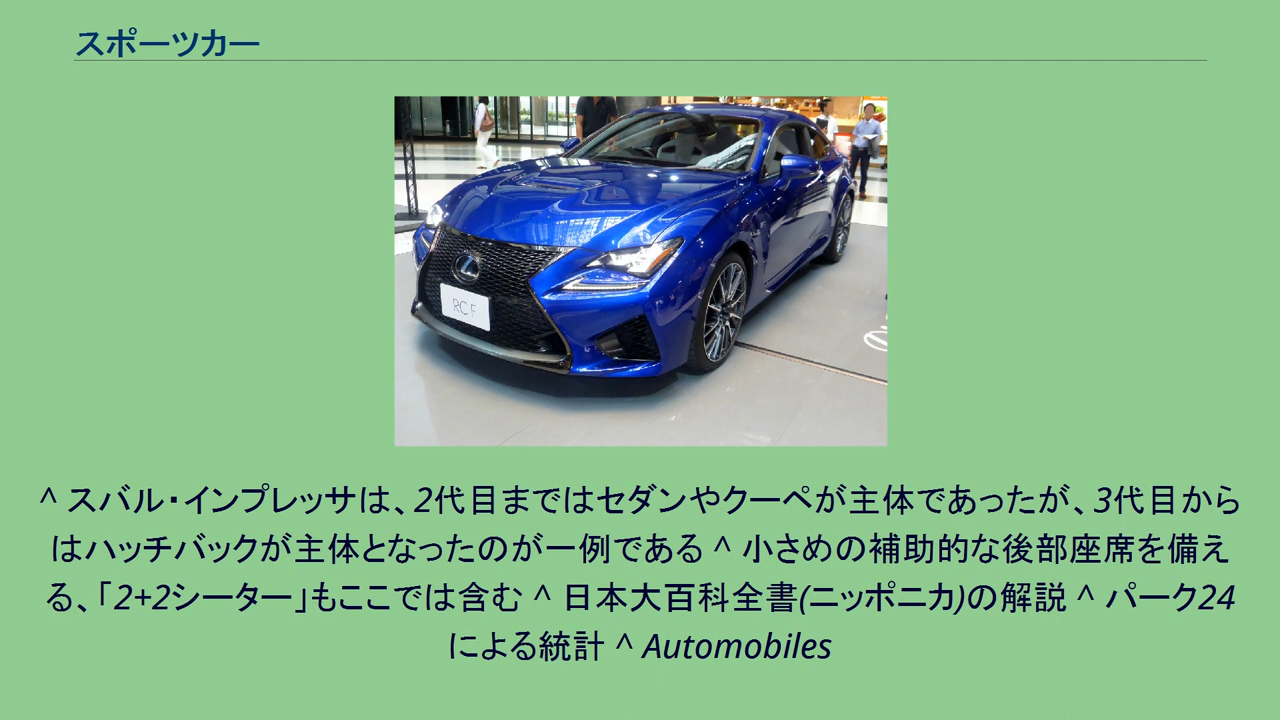 スポーツカー
RC F
^ スバル・インプレッサは、2代目まではセダンやクーペが主体であったが、3代目から
はハッチバックが主体となったのが一例である ^ 小さめの補助的な後部座席を備え
る、「2+2シーター」もここでは含む ^ 日本大百科全書(ニッポニカ)の解説 ^ パーク24
による統計 ^ Automobiles